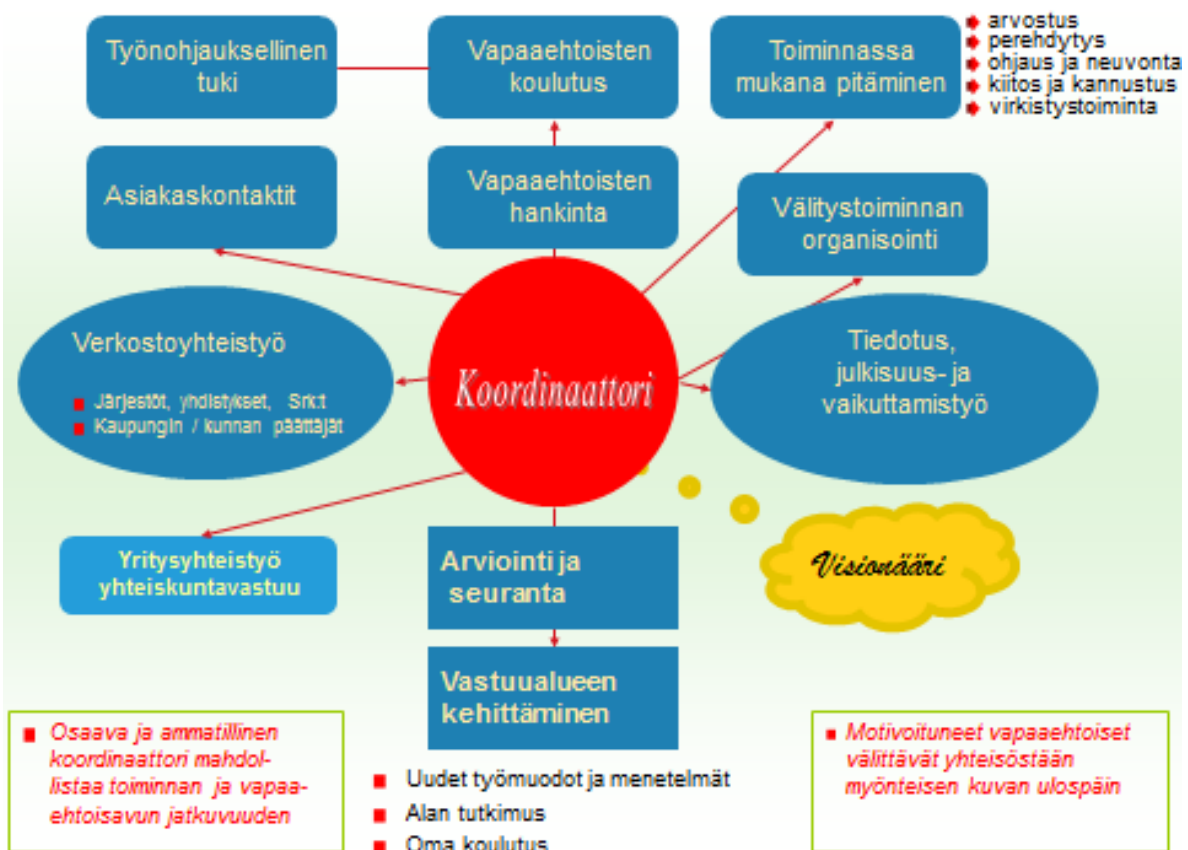 Työnohjauksellinen
tuki
Vapaaehtoisten
koulutus
Toiminnassa
mukana pitäminen
arvostus
perehdytys
ohjaus ja neuvonta
kiitos ja kannustus
virkistystoiminta
Asiakaskontaktit
Vapaaehtoisten
hankinta
Välitystoiminnan
organisointi
Verkostoyhteistyö
Järjestöt, yhdistykset, Srk:t
Kaupungin / kunnan päättäjät
Koordinaattori
Tiedotus,
julkisuus- ja
vaikuttamistyö
Yritysyhteistyö
yhteiskuntavastuu
Arviointi ja
seuranta
Visionääri
Vastuualueen
kehittäminen
Osaava ja ammatillinen
koordinaattori mahdol-
listaa toiminnan ja vapaa-
ehtoisavun jatkuvuuden
Uudet työmuodot ja menetelmät
Alan tutkimus
Oma koulutus
Motivoituneet vapaaehtoiset
välittävät yhteisöstään
myönteisen kuvan ulospäin